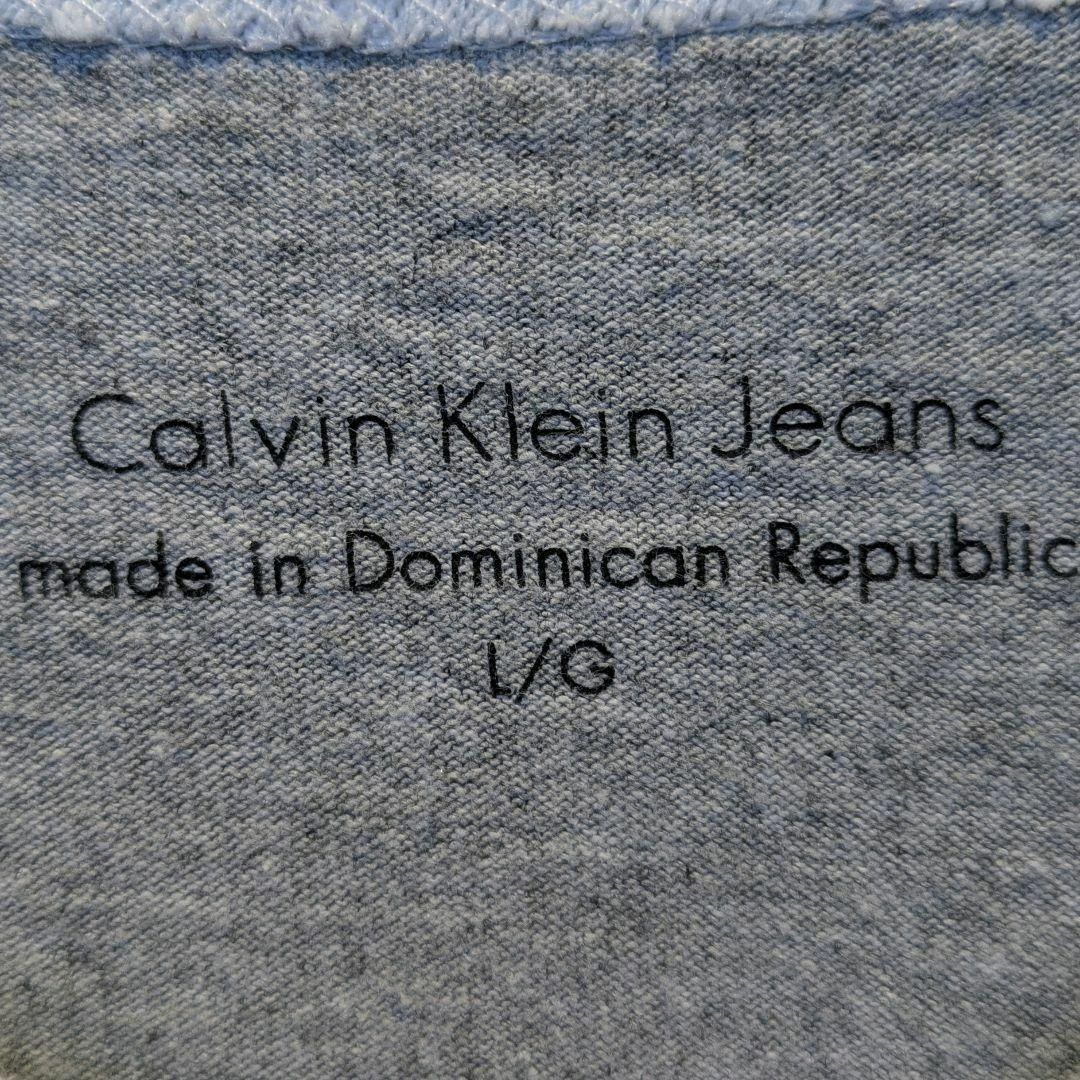 Calvin Klein Jeans
made in Dominican Republic
L/G